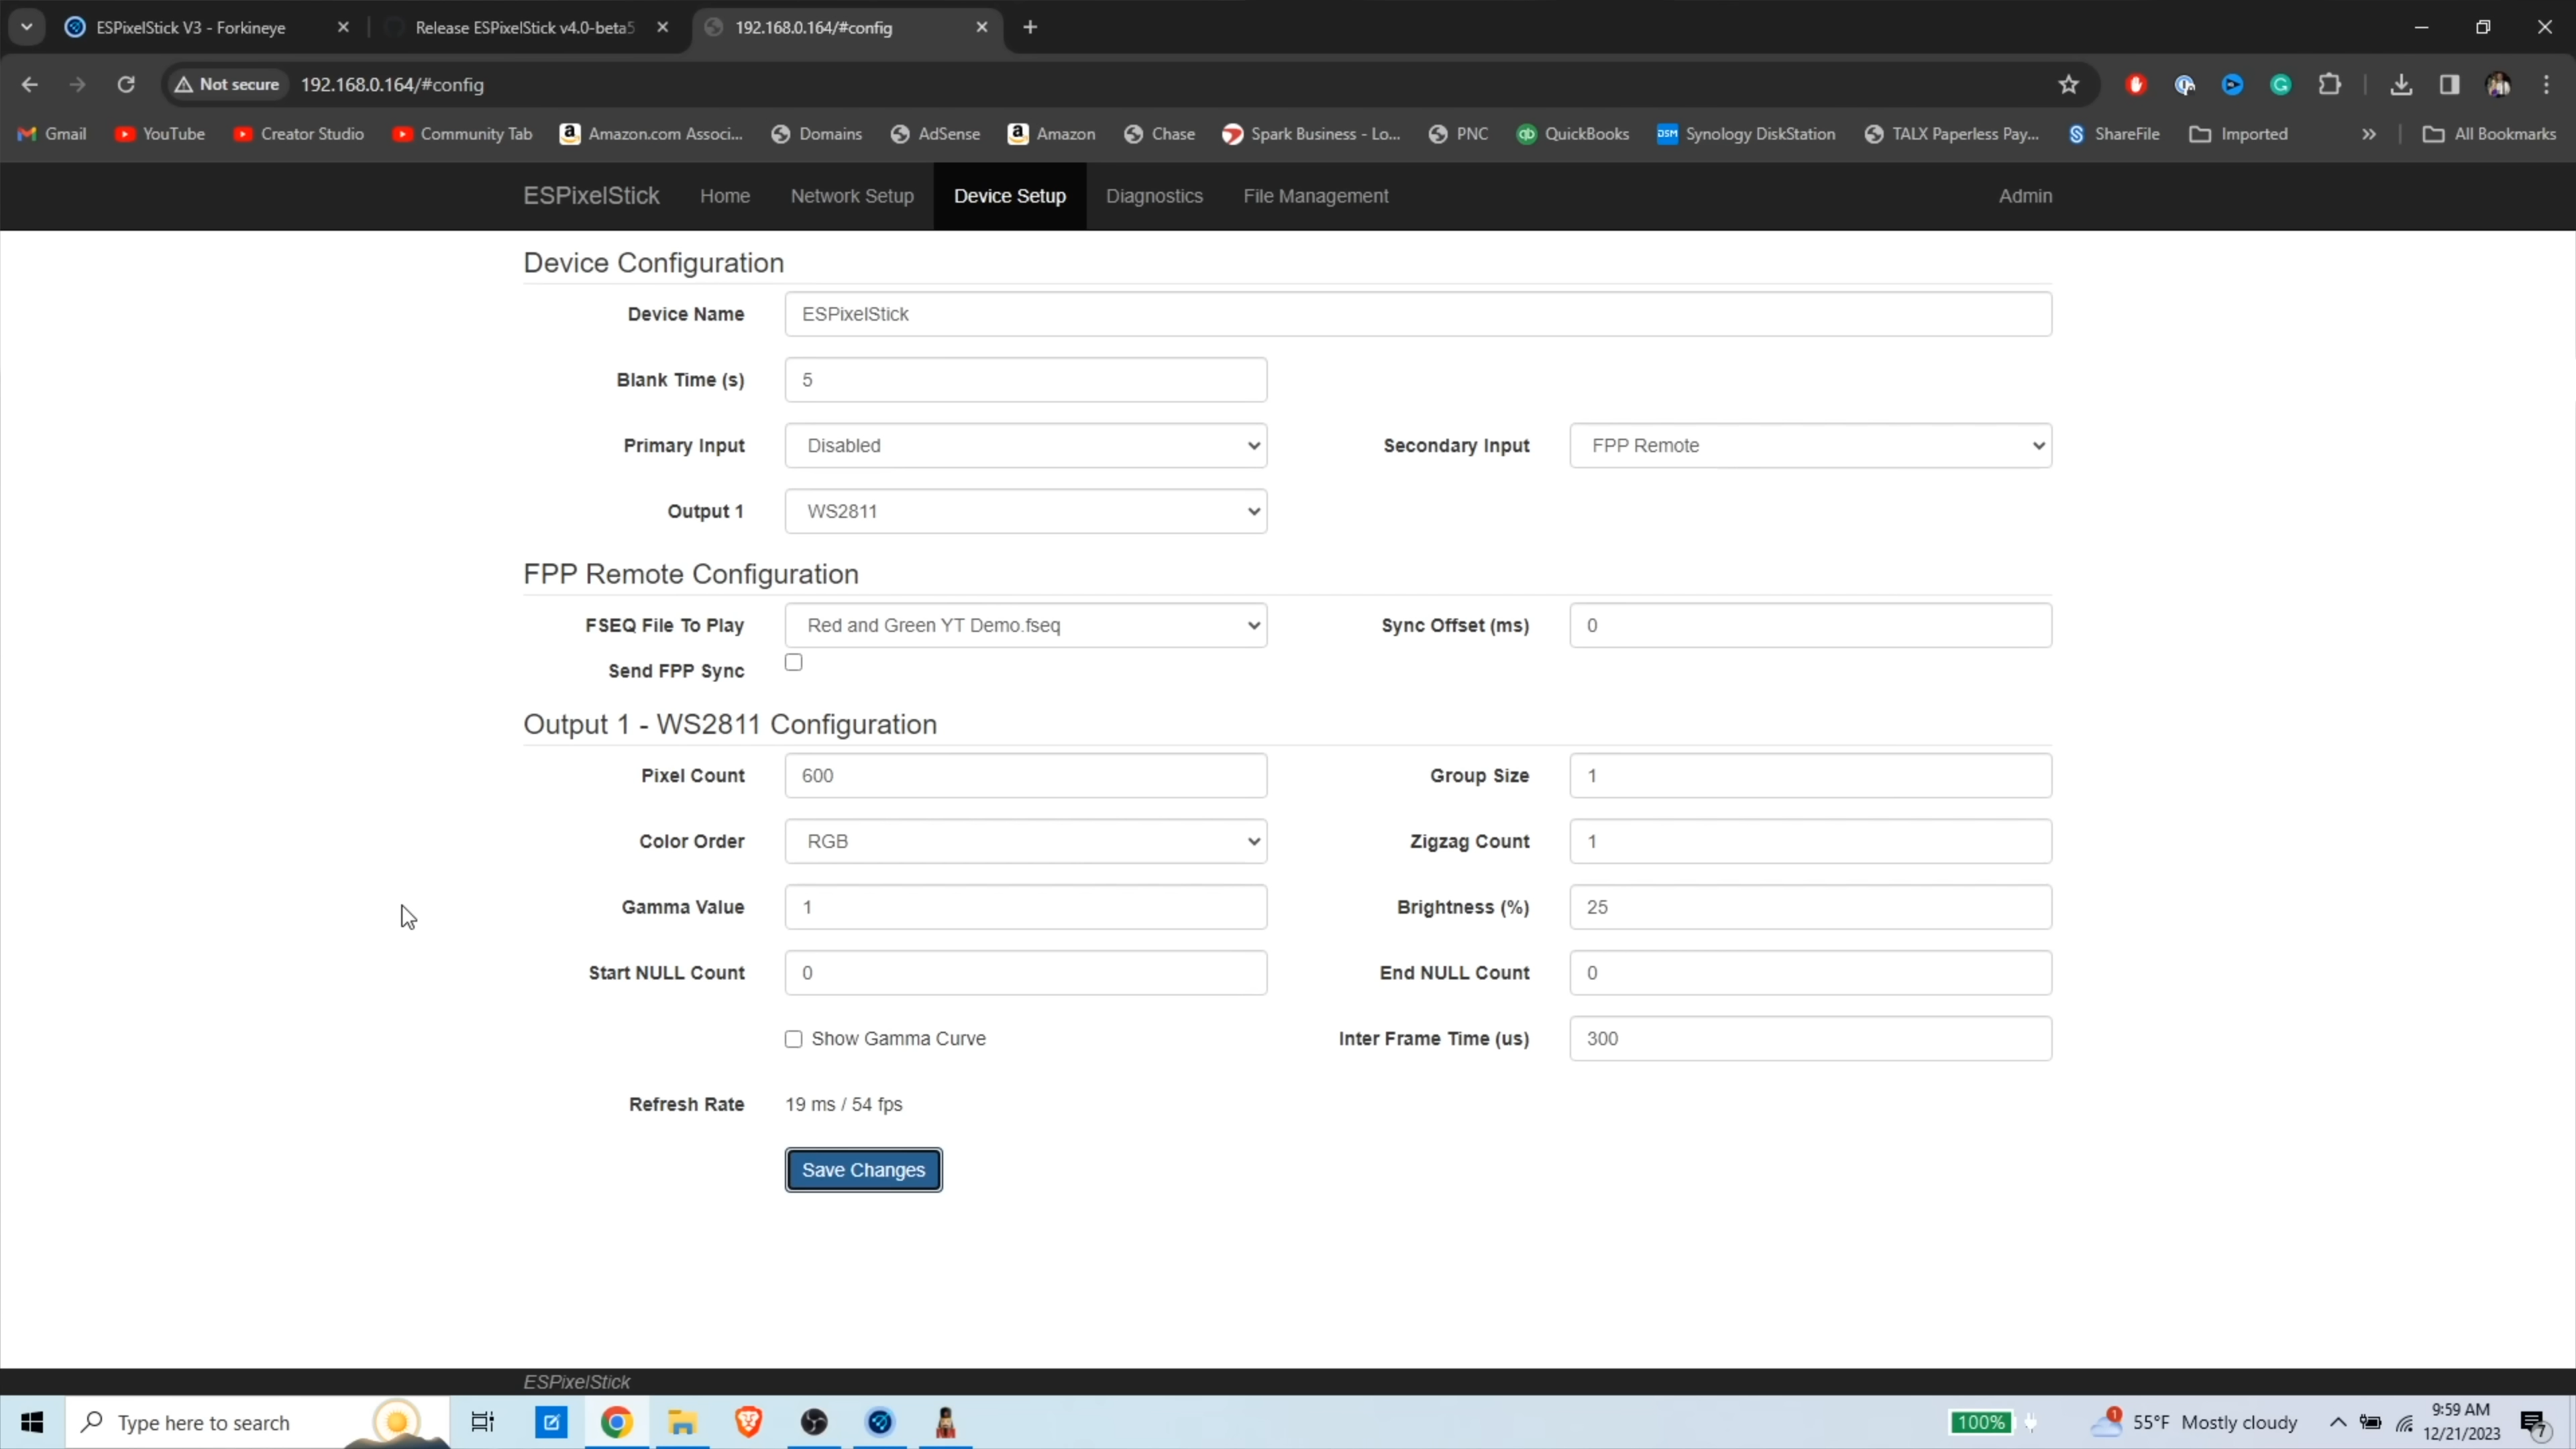 ESPixelStick V3 - Forkineye
Release ESPixelStick v4.0-beta5
192.168.0.164/#config
Not secure
192.168.0.164/#config
Gmail
YouTube
Creator Studio
Community Tab
Amazon.com Associ...
Domains
AdSense
Amazon
Chase
Spark Business - Lo...
PNC
QuickBooks
DSM
Synology DiskStation
TALX Paperless Pay...
ShareFile
Imported
All Bookmarks
ESPixelStick
Home
Network Setup
Device Setup
Diagnostics
File Management
Admin
Device Configuration
Device Name
ESPixelStick
Blank Time (s)
5
Primary Input
Disabled
Secondary Input
FPP Remote
Output 1
WS2811
FPP Remote Configuration
FSEQ File To Play
Red and Green YT Demo.fseq
Sync Offset (ms)
0
Send FPP Sync
Output 1 - WS2811 Configuration
Pixel Count
600
Group Size
1
Color Order
RGB
Zigzag Count
1
Gamma Value
1
Brightness (%)
25
Start NULL Count
0
End NULL Count
0
Show Gamma Curve
Inter Frame Time (us)
300
Refresh Rate
19 ms / 54 fps
Save Changes
ESPixelStick
Type here to search
100%
1
55°F Mostly cloudy
9:59 AM
12/21/2023
7